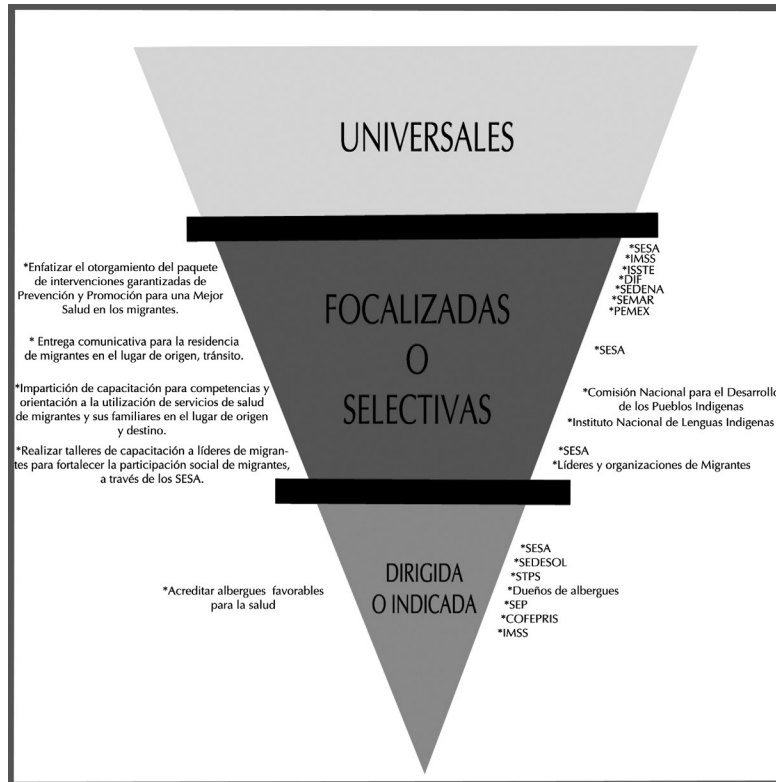 UNIVERSALES
*Enfatizar el otorgamiento del paquete
de intervenciones garantizadas de
Prevención y Promoción para una Mejor
Salud en los migrantes.
* Entrega comunicativa para la residencia
de migrantes en el lugar de origen, tránsito.
*Impartición de capacitación para competencias y
orientación a la utilización de servicios de salud
de migrantes y sus familiares en el lugar de origen
y destino.
*Realizar talleres de capacitación a líderes de migran-
tes para fortalecer la participación social de migrantes,
a través de los SESA.
FOCALIZADAS
O
SELECTIVAS
*SESA
*IMSS
*ISSTE
*DIF
*SEDENA
*SEMAR
*PEMEX
*SESA
*Comisión Nacional para el Desarrollo
de los Pueblos Indigenas
*Instituto Nacional de Lenguas Indigenas
*SESA
*Líderes y organizaciones de Migrantes
*Acreditar albergues favorables
para la salud
DIRIGIDA
O INDICADA
*SESA
*SEDESOL
*STPS
*Dueños de albergues
*SEP
*COFEPRIS
*IMSS